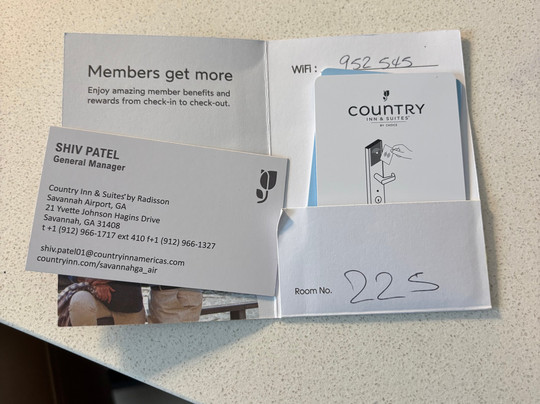 Members get more
Enjoy amazing member benefits and
rewards from check-in to check-out.
SHIV PATEL
General Manager
Country Inn & Suites® by Radisson
Savannah Airport, GA
21 Yvette Johnson Hagins Drive
Savannah, GA 31408
t +1 (912) 966-1717 ext 410 f+1 (912) 966-1327
shiv.patel01@countryinnamericas.com
countryinn.com/savannahga_air
WiFi : 952545
COUNTRY
INN & SUITES®
Room No. 225